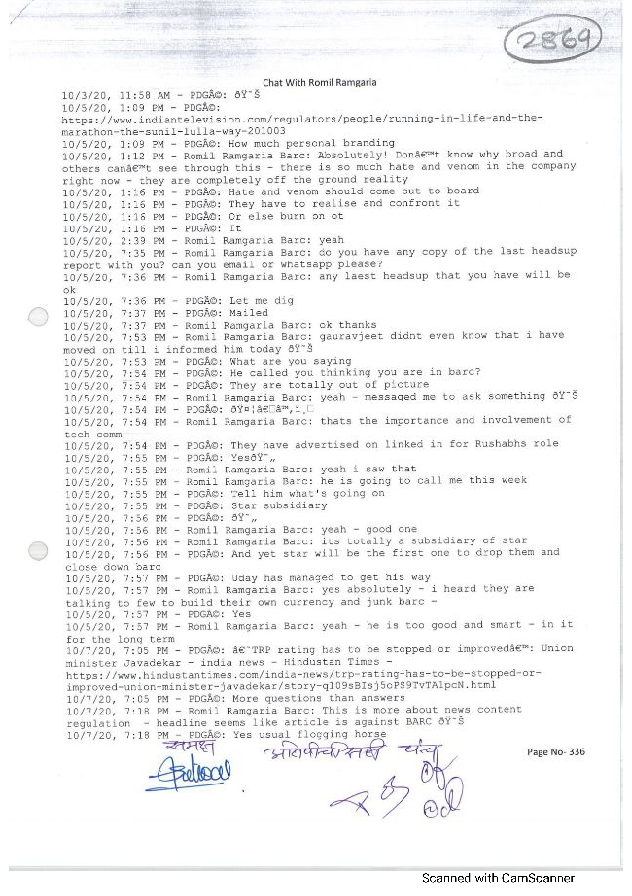 2869
Chat With Romil Ramgaria
10/3/20, 11:58 AM - PDGÃ©: ðŸ˜Š
10/5/20, 1:09 PM - PDGÃ©:
https://www.indiantelevision.com/regulators/people/running-in-life-and-the-
marathon-the-sunil-lulla-way-201003
10/5/20, 1:09 PM - PDGÃ©: How much personal branding
10/5/20, 1:12 PM - Romil Ramgaria Barc: Absolutely! Donâ€™t know why broad and
others canâ€™t see through this - there is so much hate and venom in the company
right now - they are completely off the ground reality
10/5/20, 1:16 PM - PDGÃ©: Hate and venom should come out to board
10/5/20, 1:16 PM - PDGÃ©: They have to realise and confront it
10/5/20, 1:16 PM - PDGÃ©: Or else burn on ot
10/5/20, 1:16 PM - PDGÃ©: It
10/5/20, 2:39 PM - Romil Ramgaria Barc: yeah
10/5/20, 7:35 PM - Romil Ramgaria Barc: do you have any copy of the last headsup
report with you? can you email or whatsapp please?
10/5/20, 7:36 PM - Romil Ramgaria Barc: any laest headsup that you have will be
ok
10/5/20, 7:36 PM - PDGÃ©: Let me dig
10/5/20, 7:37 PM - PDGÃ©: Mailed
10/5/20, 7:37 PM - Romil Ramgaria Barc: ok thanks
10/5/20, 7:53 PM - Romil Ramgaria Barc: gauravjeet didnt even know that i have
moved on till i informed him today ðŸ˜Š
10/5/20, 7:53 PM - PDGÃ©: What are you saying
10/5/20, 7:54 PM - PDGÃ©: He called you thinking you are in barc?
10/5/20, 7:54 PM - PDGÃ©: They are totally out of picture
10/5/20, 7:54 PM - Romil Ramgaria Barc: yeah - messaged me to ask something ðŸ˜Š
10/5/20, 7:54 PM - PDGÃ©:
10/5/20, 7:54 PM - Romil Ramgaria Barc: thats the importance and involvement of
tech comm
10/5/20, 7:54 PM - PDGÃ©: They have advertised on linked in for Rushabhs role
10/5/20, 7:55 PM - PDGÃ©: YesðŸ˜„
10/5/20, 7:55 PM - Romil Ramgaria Barc: yeah i saw that
10/5/20, 7:55 PM - Romil Ramgaria Barc: he is going to call me this week
10/5/20, 7:55 PM - PDGÃ©: Tell him what's going on
10/5/20, 7:55 PM - PDGÃ©: Star subsidiary
10/5/20, 7:56 PM - PDGÃ©: ðŸ˜„
10/5/20, 7:56 PM - Romil Ramgaria Barc: yeah - good one
10/5/20, 7:56 PM - Romil Ramgaria Barc: its totally a subsidiary of star
10/5/20, 7:56 PM - PDGÃ©: And yet star will be the first one to drop them and
close down barc
10/5/20, 7:57 PM - PDGÃ©: Uday has managed to get his way
10/5/20, 7:57 PM - Romil Ramgaria Barc: yes absolutely - i heard they are
talking to few to build their own currency and junk barc -
10/5/20, 7:57 PM - PDGÃ©: Yes
10/5/20, 7:57 PM - Romil Ramgaria Barc: yeah - he is too good and smart - in it
for the long term
10/7/20, 7:05 PM - PDGÃ©: â€˜TRP rating has to be stopped or improvedâ€™: Union
minister Javadekar - india news - Hindustan Times -
https://www.hindustantimes.com/india-news/trp-rating-has-to-be-stopped-or-
improved-union-minister-javadekar/story-q109sBIsj5oPS9TvTAlpcN.html
10/7/20, 7:05 PM - PDGÃ©: More questions than answers
10/7/20, 7:18 PM - Romil Ramgaria Barc: This is more about news content
regulation - headline seems like article is against BARC ðŸ˜Š
10/7/20, 7:18 PM - PDGÃ©: Yes usual flogging horse
समक्ष
Page No- 336
Scanned with CamScanner